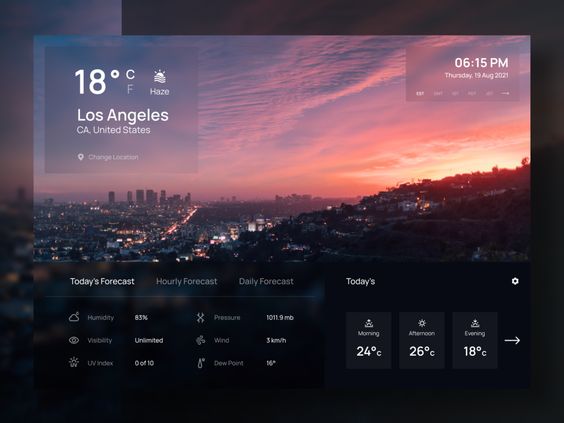 18° C
F
Haze
Los Angeles
CA, United States
Change Location
06:15 PM
Thursday, 19 Aug 2021
EST GMT IST PDT JST
Today's Forecast Hourly Forecast Daily Forecast
Humidity 83% Pressure 1011.9 mb
Visibility Unlimited Wind 3 km/h
UV Index 0 of 10 Dew Point 16°
Today's
Morning Afternoon Evening
24°c 26°c 18°c